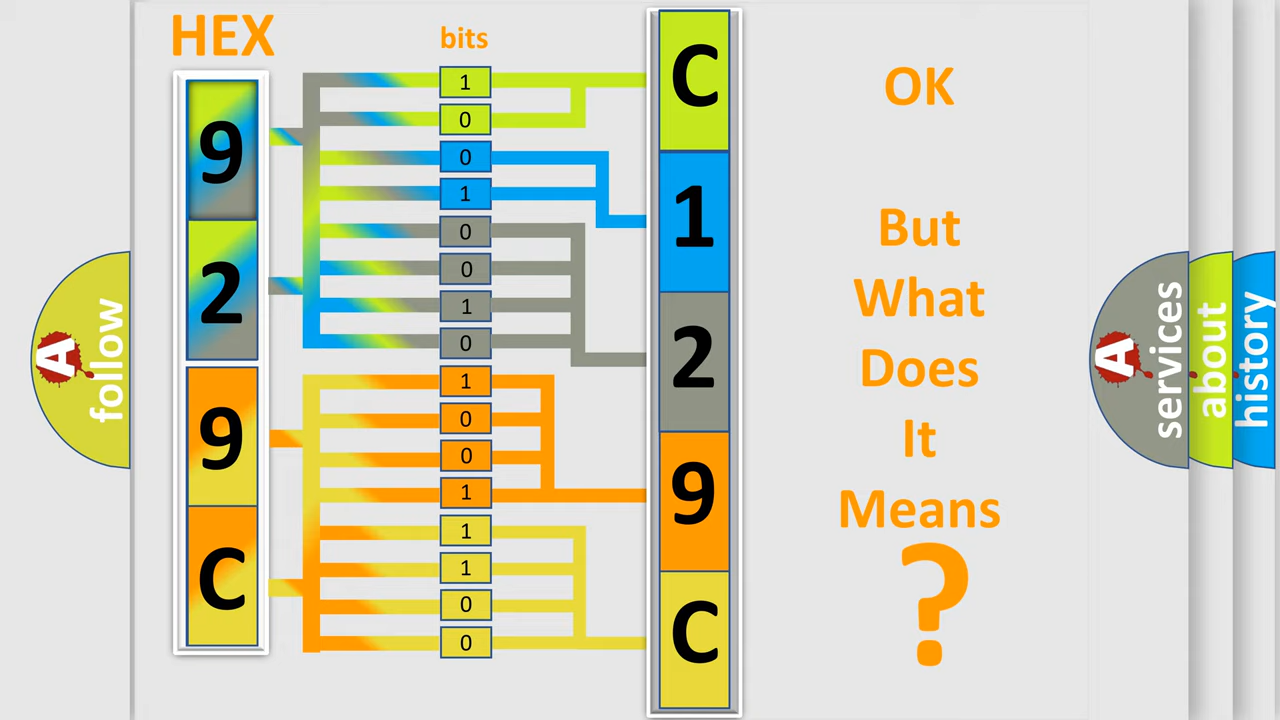 HEX
bits
9
2
9
C
1
0
0
1
0
0
1
0
1
0
0
1
1
1
0
0
C
1
2
9
C
OK
But
What
Does
It
Means
?
A
follow
A
services
about
history